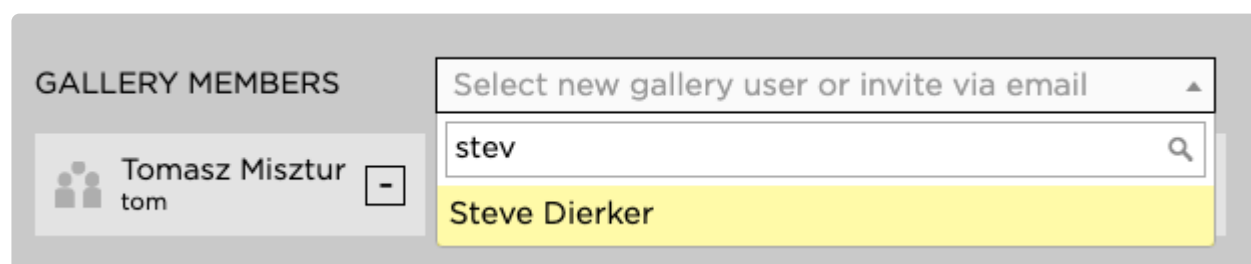 GALLERY MEMBERS
Select new gallery user or invite via email
stev
Steve Dierker
Tomasz Misztur
tom
-